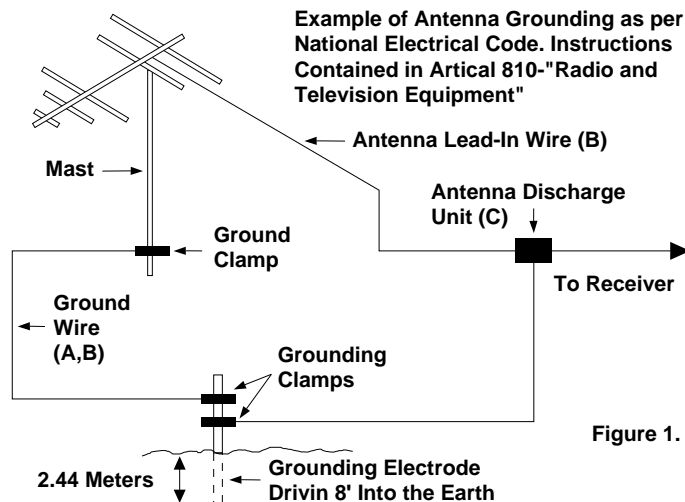 Example of Antenna Grounding as per
National Electrical Code. Instructions
Contained in Artical 810-"Radio and
Television Equipment"
Antenna Lead-In Wire (B)
Mast
Antenna Discharge
Unit (C)
Ground
Clamp
To Receiver
Ground
Wire
(A,B)
Grounding
Clamps
Figure 1.
2.44 Meters
Grounding Electrode
Drivin 8' Into the Earth